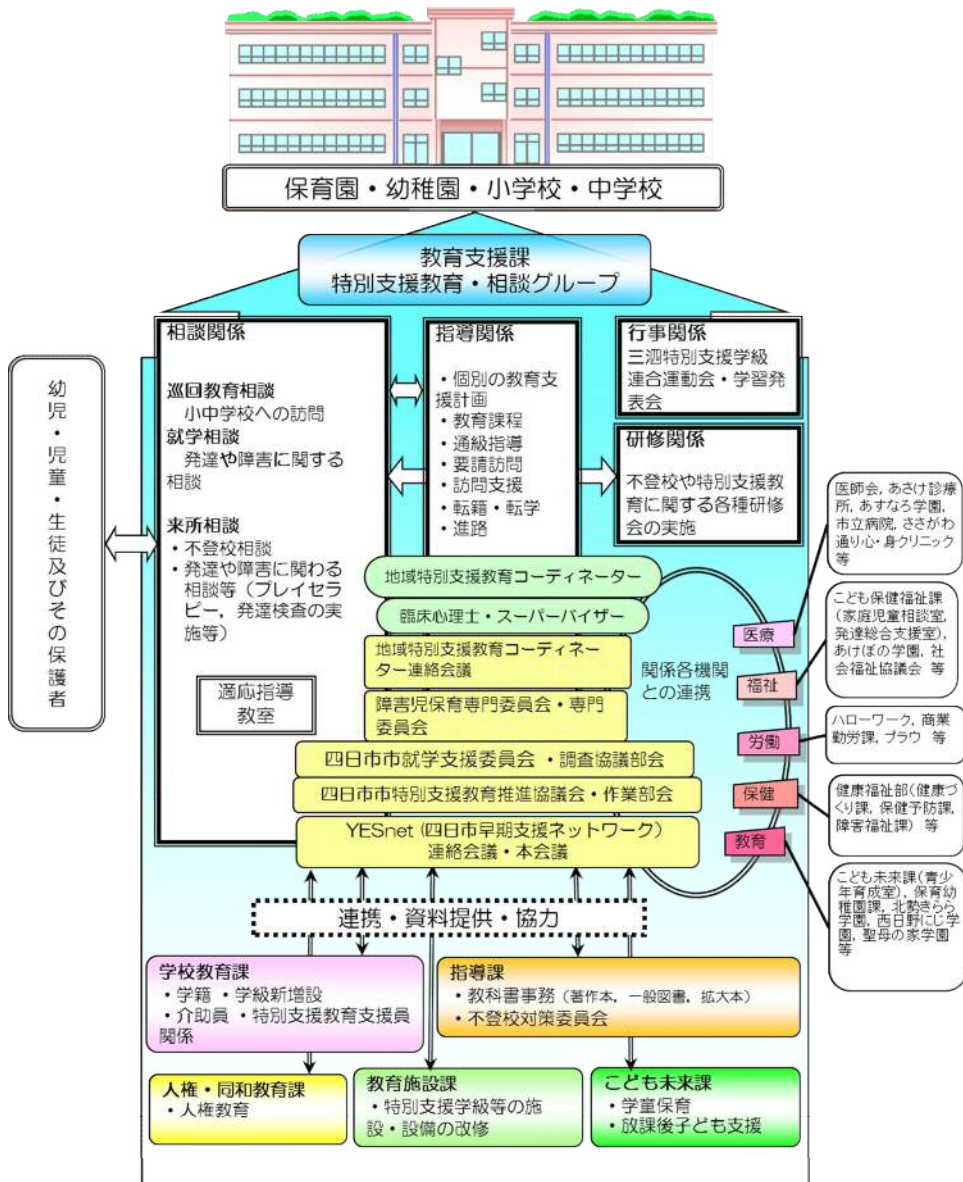 保育園・幼稚園・小学校・中学校
教育支援課
特別支援教育・相談グループ
幼児・児童・生徒及びその保護者
相談関係
巡回教育相談
小中学校への訪問
就学相談
発達や障害に関する
相談
来所相談
・不登校相談
・発達や障害に関わる
相談等(プレイセラ
ピー,発達検査の実
施等)
適応指導
教室
指導関係
・個別の教育支
援計画
・教育課程
・通級指導
・要請訪問
・訪問支援
・転籍・転学
・進路
行事関係
三泗特別支援学級
連合運動会・学習発
表会
研修関係
不登校や特別支援教
育に関する各種研修
会の実施
地域特別支援教育コーディネーター
臨床心理士・スーパーバイザー
地域特別支援教育コーディネー
ター連絡会議
障害児保育専門委員会・専門
委員会
四日市市就学支援委員会・調査協議部会
四日市市特別支援教育推進協議会・作業部会
YESnet(四日市早期支援ネットワーク)
連絡会議・本会議
関係各機関
との連携
医療
福祉
労働
保健
教育
医師会,あさけ診療
所,あすなろ学園,
市立病院,ささがわ
通り心・身クリニック
等
こども保健福祉課
(家庭児童相談室,
発達総合支援室),
あけぼの学園,社
会福祉協議会 等
ハローワーク,商業
勤労課,プラウ 等
健康福祉部(健康づ
くり課,保健予防課,
障害福祉課)等
こども未来課(青少
年育成室),保育幼
稚園課,北勢きらら
学園,西日野にじ学
園,聖母の家学園
等
連携・資料提供・協力
学校教育課
・学籍 ・学級新増設
・介助員 ・特別支援教育支援員
関係
指導課
・教科書事務(著作本,一般図書,拡大本)
・不登校対策委員会
人権・同和教育課
・人権教育
教育施設課
・特別支援学級等の施
設・設備の改修
こども未来課
・学童保育
・放課後子ども支援